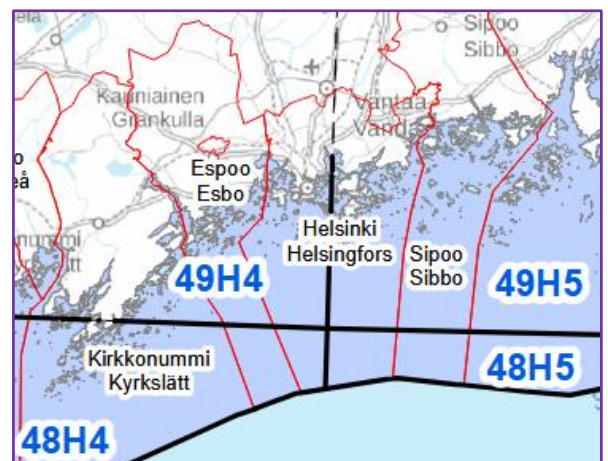 Sipoo
Sibbo
Kauniainen
Grankulla
Vantaa
Vanda
Espoo
Esbo
Helsinki
Helsingfors
Sipoo
Sibbo
49H4
49H5
Kirkkonummi
Kyrkslätt
48H5
48H4